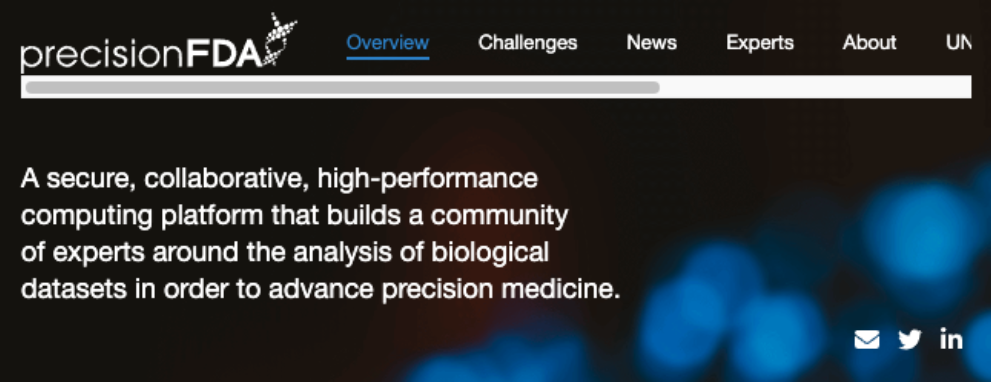 precisionFDA
Overview Challenges News Experts About UN
A secure, collaborative, high-performance
computing platform that builds a community
of experts around the analysis of biological
datasets in order to advance precision medicine.
in